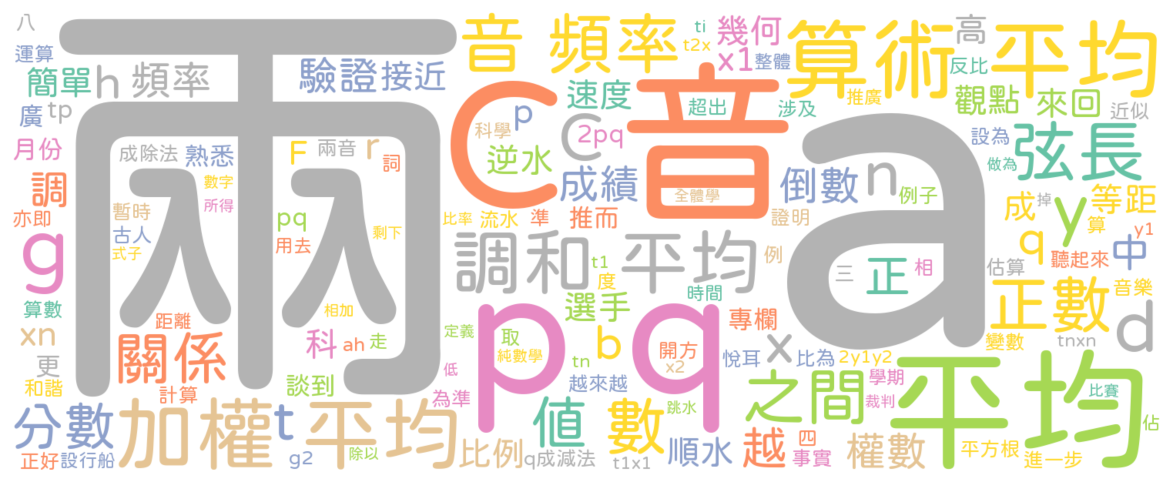 八
運算
簡單
h
頻率
廣
tp
月份
成除法
熟悉
調
暫時
數字
所得
亦即
古人
式子
g
算數
xn
距離
更
和諧
關係
計算
分數
加權平均
t
正好
設行船
g2
除以
兩
驗證
接近
F
兩音
r
詞
pq
用去
剩下
相加
科
ah
走
談到
音頻率
C
科學
p
逆水
速度
C
2pq
成績
比率
流水
準
推而
調和平均
t1
度
選手
定義
取
純數學
低
tn
b
越來越
為準
pq
值
比例
q
成減法
t1x1
數
ti
t2x
幾何
x1
整體
音
超出
涉及
全體學
倒數
證明
例
時間
專欄
開方
x2
悅耳
x
比為
2y1y2
跳水
順水
越
四
事實
之間
學期
裁判
權數
算術平均
高
反比
推廣
觀點
來回
近似
設為
弦長
做為
n
例子
a
成
掉
y
等距
算
y1
q
聽起來
中
三
正
相
估算
音樂
正數
d
變數
tnxn
平均
比賽
佔
平方根
進一步